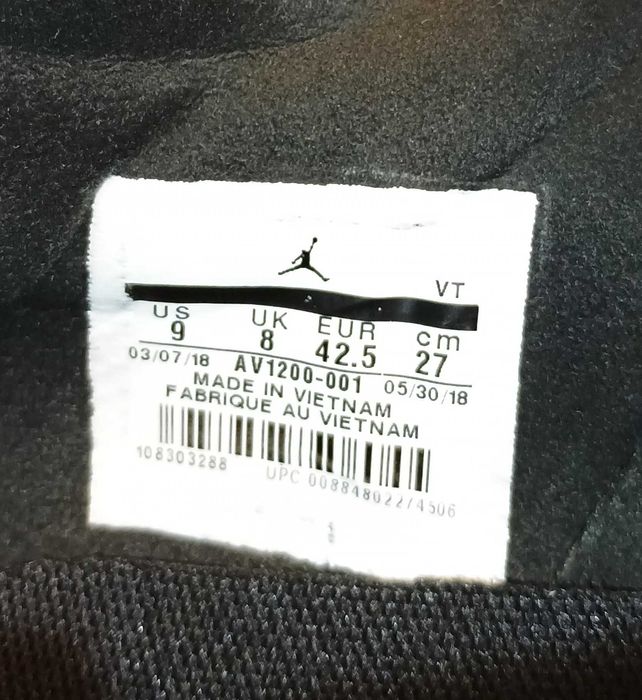 VT
US UK EUR cm
9 8 42.5 27
03/07/18 AV1200-001 05/30/18
MADE IN VIETNAM
FABRIQUE AU VIETNAM
108303288 UPC 00884802274506